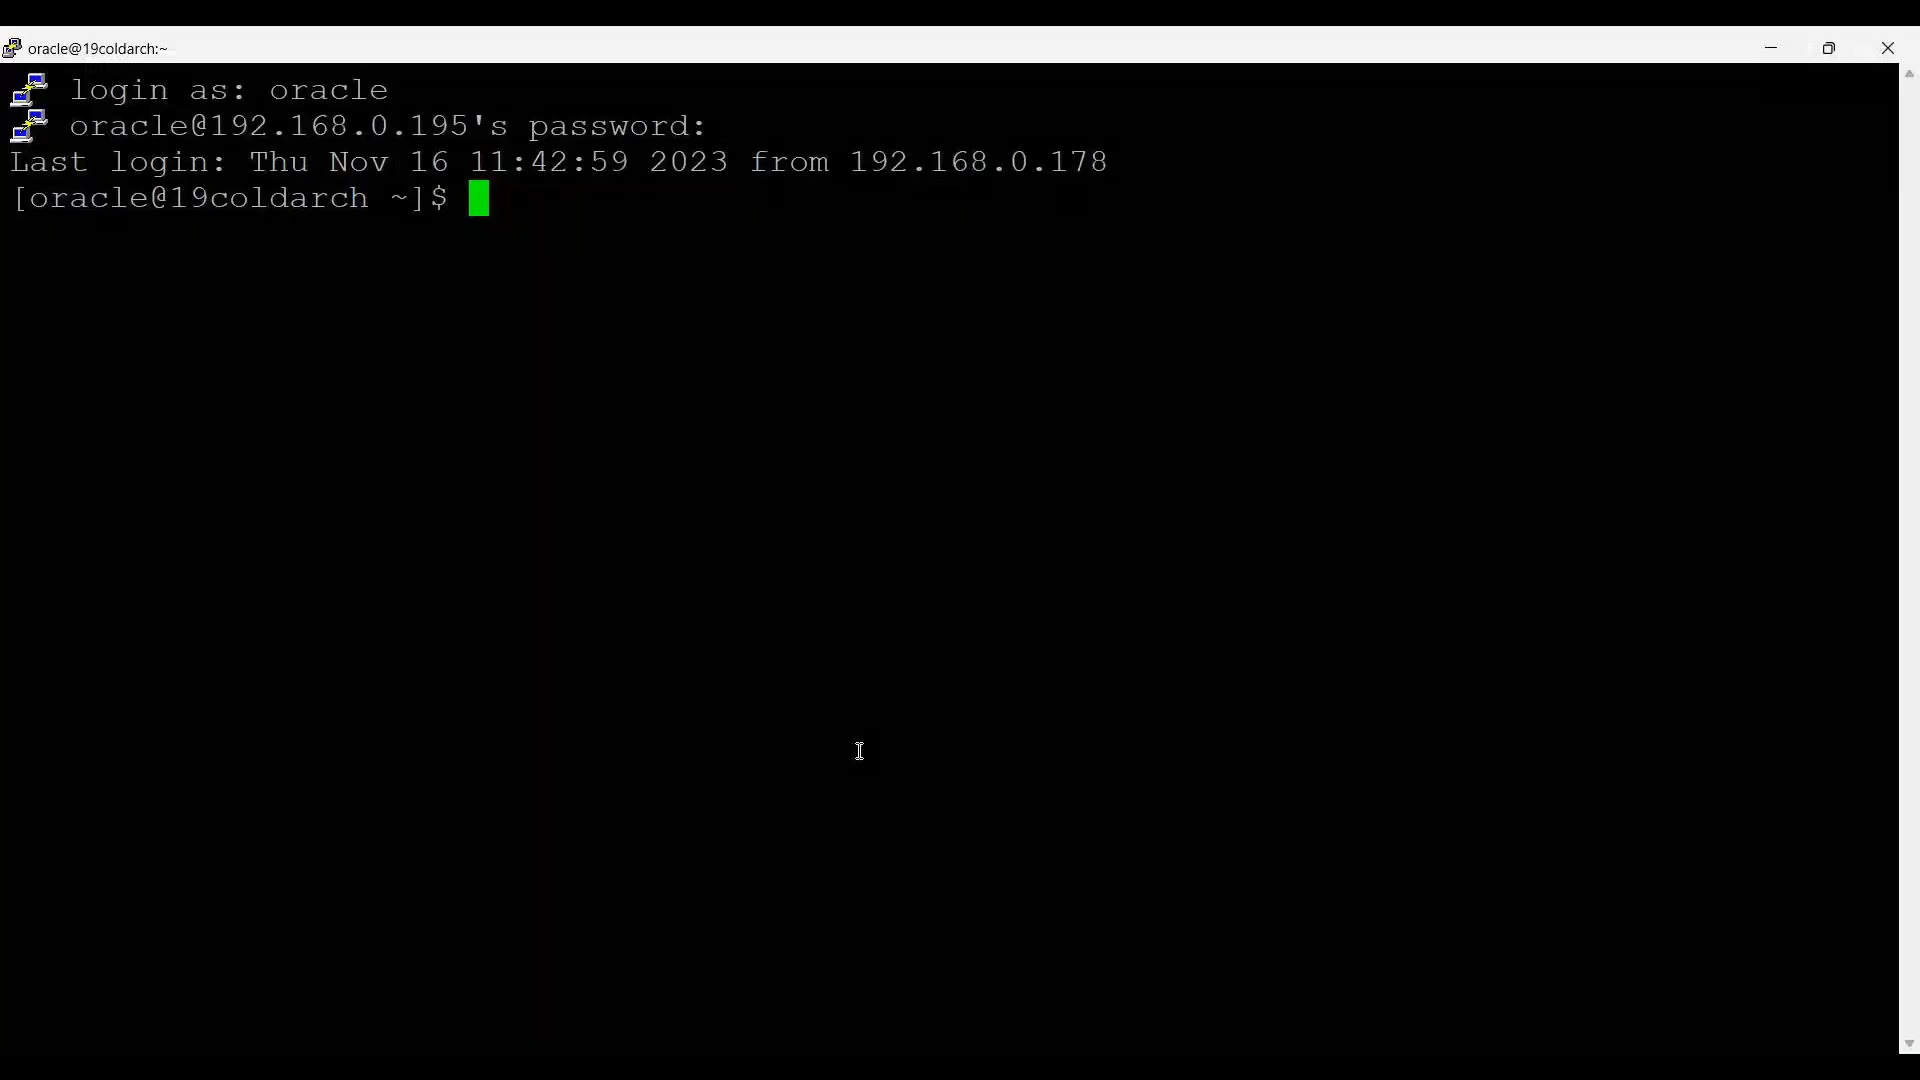 oracle@19coldarch:~
login as: oracle
oracle@192.168.0.195's password:
Last login: Thu Nov 16 11:42:59 2023 from 192.168.0.178
[oracle@19coldarch ~]$